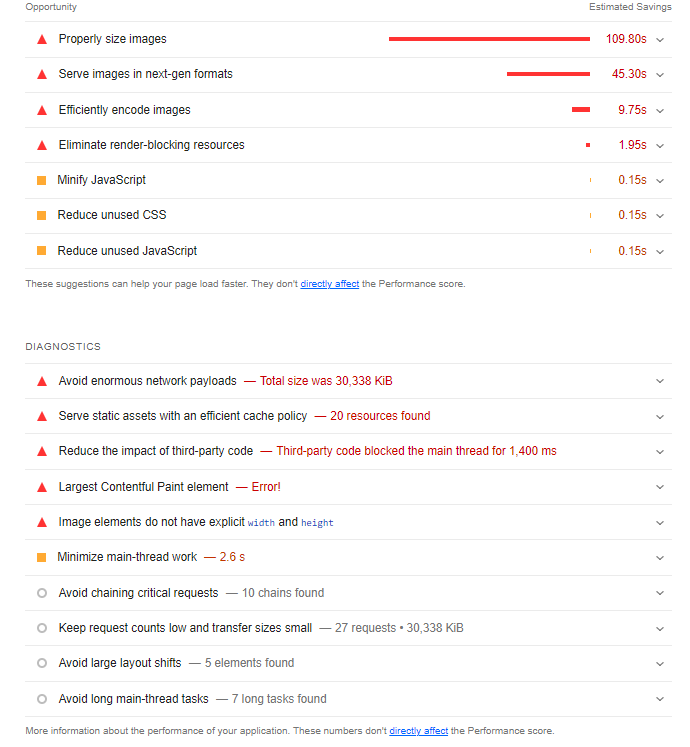 Opportunity Estimated Savings
Properly size images 109.80s
Serve images in next-gen formats 45.30s
Efficiently encode images 9.75s
Eliminate render-blocking resources 1.95s
Minify JavaScript 0.15s
Reduce unused CSS 0.15s
Reduce unused JavaScript 0.15s
These suggestions can help your page load faster. They don't directly affect the Performance score.
DIAGNOSTICS
Avoid enormous network payloads — Total size was 30,338 KiB
Serve static assets with an efficient cache policy — 20 resources found
Reduce the impact of third-party code — Third-party code blocked the main thread for 1,400 ms
Largest Contentful Paint element — Error!
Image elements do not have explicit width and height
Minimize main-thread work — 2.6 s
Avoid chaining critical requests — 10 chains found
Keep request counts low and transfer sizes small — 27 requests • 30,338 KiB
Avoid large layout shifts — 5 elements found
Avoid long main-thread tasks — 7 long tasks found
More information about the performance of your application. These numbers don't directly affect the Performance score.